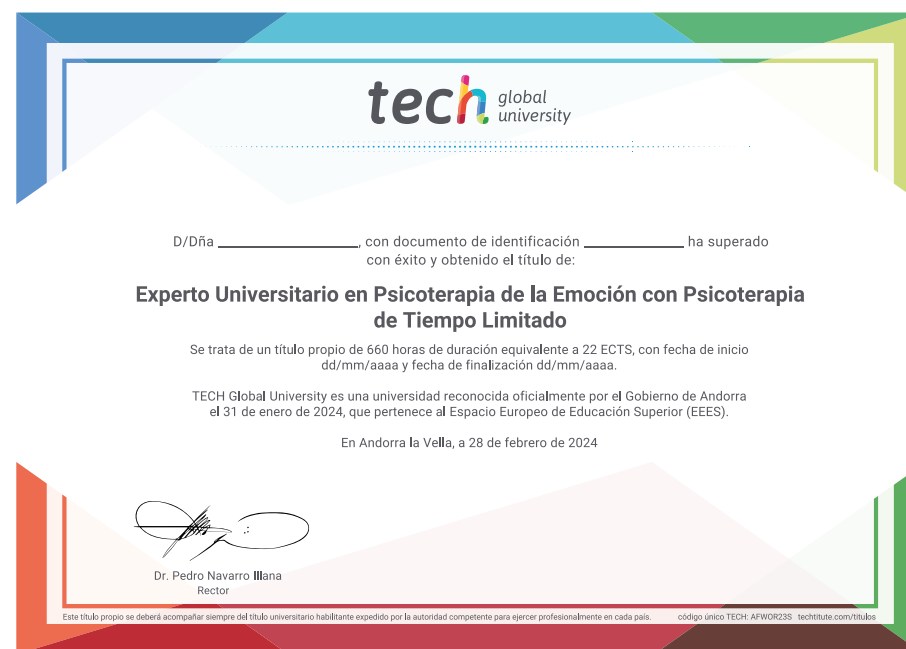 tech global university
D/Dña ____________________, con documento de identificación ______________ ha superado
con éxito y obtenido el título de:
Experto Universitario en Psicoterapia de la Emoción con Psicoterapia
de Tiempo Limitado
Se trata de un título propio de 660 horas de duración equivalente a 22 ECTS, con fecha de inicio
dd/mm/aaaa y fecha de finalización dd/mm/aaaa.
TECH Global University es una universidad reconocida oficialmente por el Gobierno de Andorra
el 31 de enero de 2024, que pertenece al Espacio Europeo de Educación Superior (EEES).
En Andorra la Vella, a 28 de febrero de 2024
Dr. Pedro Navarro Illana
Rector
Este título propio se deberá acompañar siempre del título universitario habilitante expedido por la autoridad competente para ejercer profesionalmente en cada país. código único TECH: AFWOR23S techtitute.com/titulos